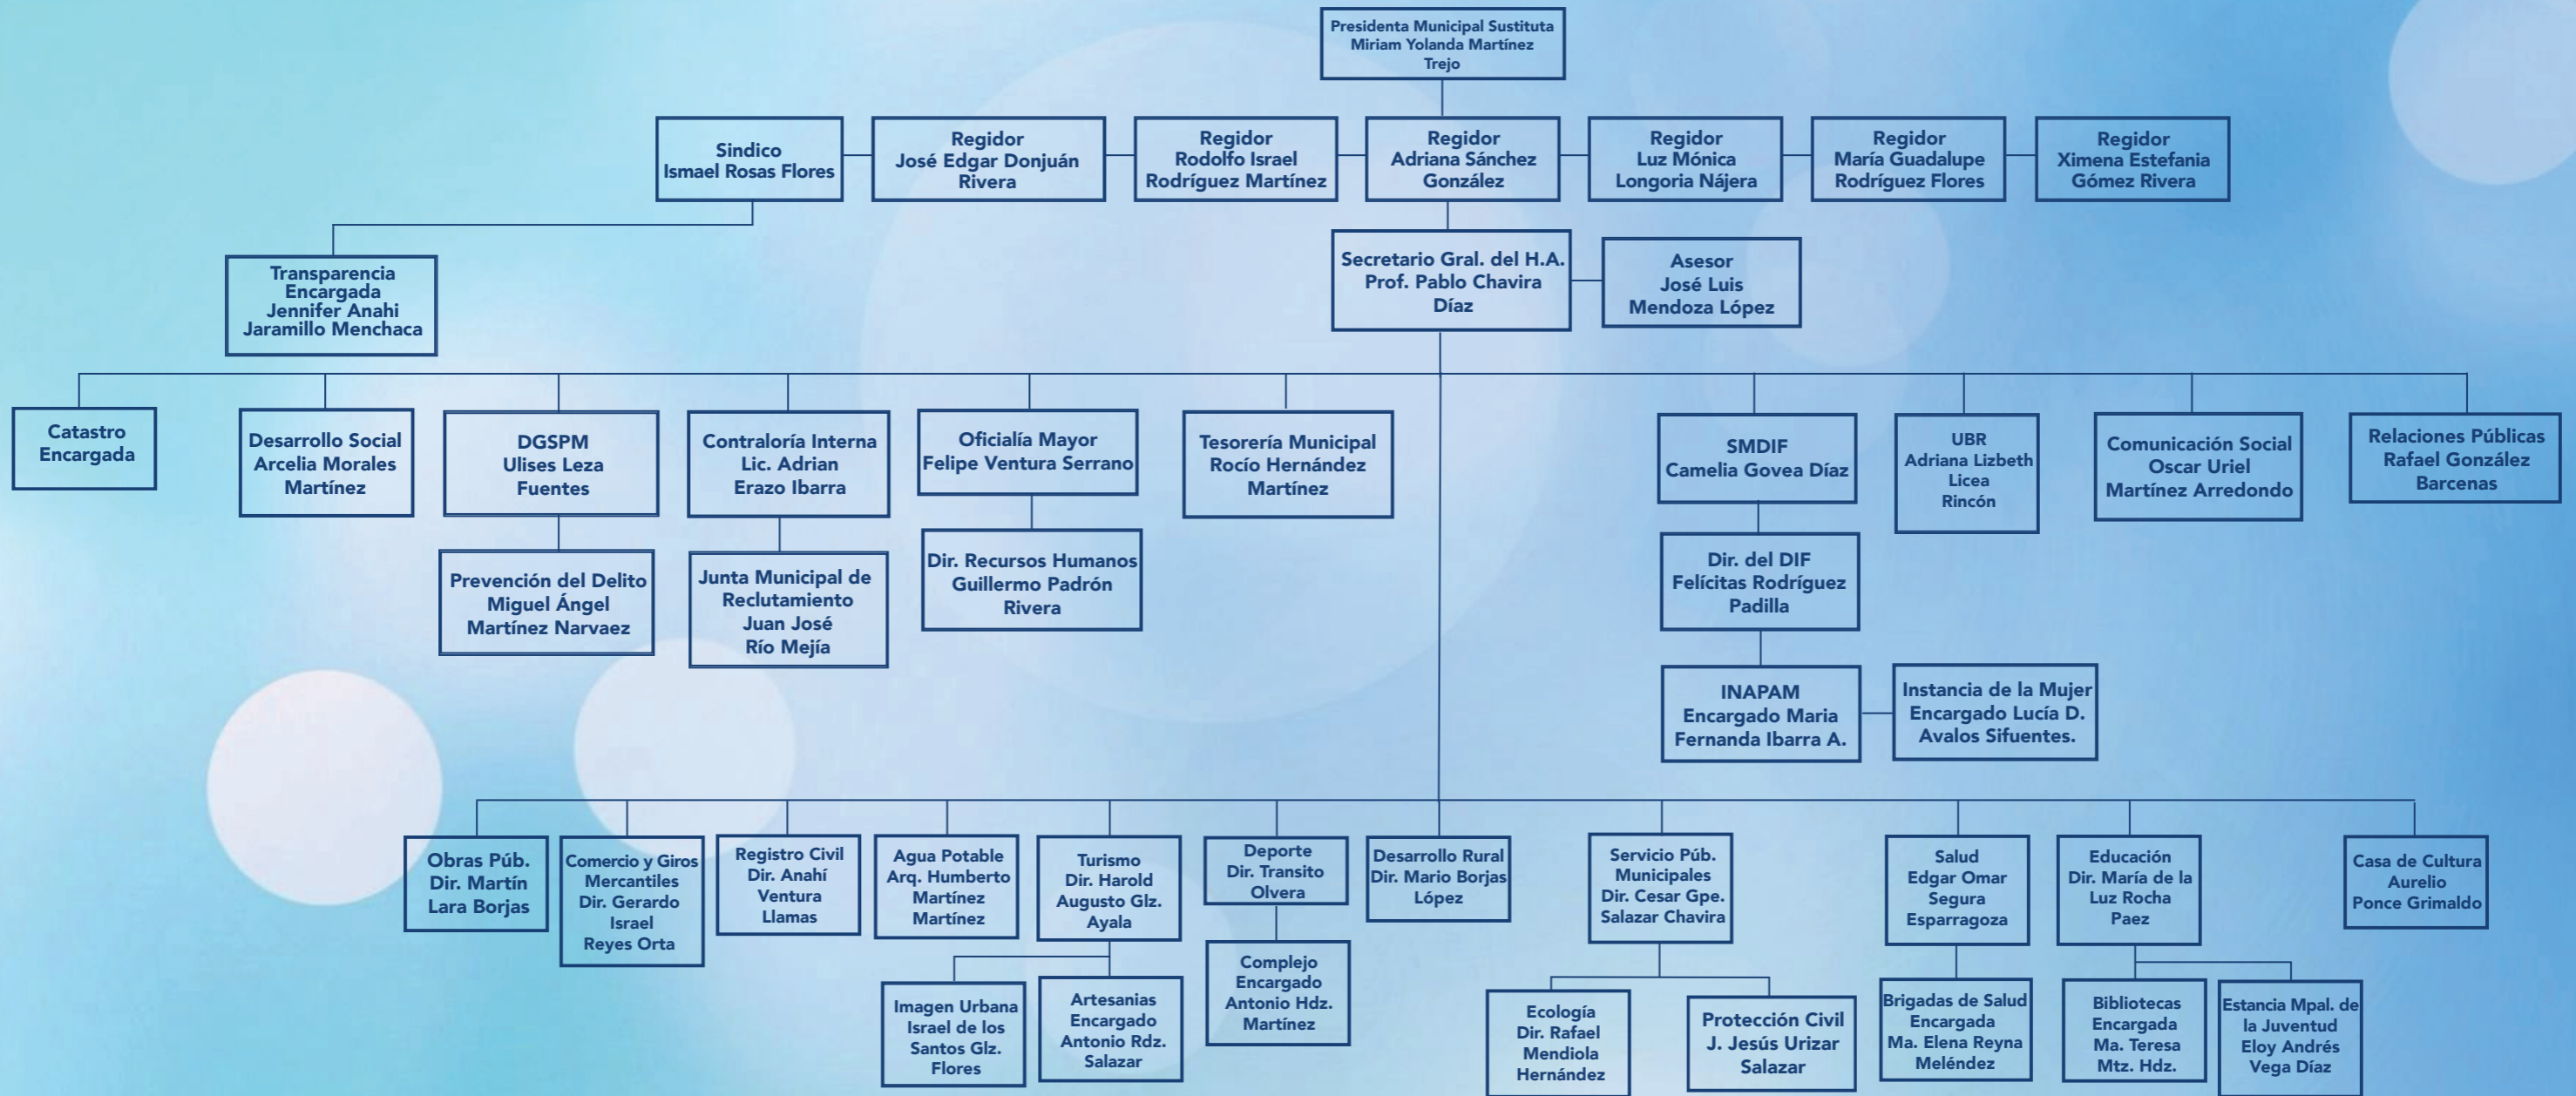 Presidenta Municipal Sustituta
Miriam Yolanda Martínez
Trejo
Sindico
Ismael Rosas Flores
Regidor
José Edgar Donjuán
Rivera
Regidor
Rodolfo Israel
Rodríguez Martínez
Regidor
Adriana Sánchez
González
Regidor
Luz Mónica
Longoria Nájera
Regidor
María Guadalupe
Rodríguez Flores
Regidor
Ximena Estefania
Gómez Rivera
Transparencia
Encargada
Jennifer Anahi
Jaramillo Menchaca
Secretario Gral. del H.A.
Prof. Pablo Chavira
Díaz
Asesor
José Luis
Mendoza López
Catastro
Encargada
Desarrollo Social
Arcelia Morales
Martínez
DGSPM
Ulises Leza
Fuentes
Contraloría Interna
Lic. Adrian
Erazo Ibarra
Oficialía Mayor
Felipe Ventura Serrano
Tesorería Municipal
Rocío Hernández
Martínez
SMDIF
Camelia Govea Díaz
UBR
Adriana Lizbeth
Licea
Rincón
Comunicación Social
Oscar Uriel
Martínez Arredondo
Relaciones Públicas
Rafael González
Barcenas
Prevención del Delito
Miguel Ángel
Martínez Narvaez
Junta Municipal de
Reclutamiento
Juan José
Río Mejía
Dir. Recursos Humanos
Guillermo Padrón
Rivera
Dir. del DIF
Felícitas Rodríguez
Padilla
INAPAM
Encargado Maria
Fernanda Ibarra A.
Instancia de la Mujer
Encargado Lucía D.
Avalos Sifuentes.
Obras Púb.
Dir. Martín
Lara Borjas
Comercio y Giros
Mercantiles
Dir. Gerardo
Israel
Reyes Orta
Registro Civil
Dir. Anahí
Ventura
Llamas
Agua Potable
Arq. Humberto
Martínez
Martínez
Turismo
Dir. Harold
Augusto Glz.
Ayala
Deporte
Dir. Transito
Olvera
Desarrollo Rural
Dir. Mario Borjas
López
Servicio Púb.
Municipales
Dir. Cesar Gpe.
Salazar Chavira
Salud
Edgar Omar
Segura
Esparragoza
Educación
Dir. María de la
Luz Rocha
Paez
Casa de Cultura
Aurelio
Ponce Grimaldo
Imagen Urbana
Israel de los
Santos Glz.
Flores
Artesanias
Encargado
Antonio Rdz.
Salazar
Complejo
Encargado
Antonio Hdz.
Martínez
Ecología
Dir. Rafael
Mendiola
Hernández
Protección Civil
J. Jesús Urizar
Salazar
Brigadas de Salud
Encargada
Ma. Elena Reyna
Meléndez
Bibliotecas
Encargada
Ma. Teresa
Mtz. Hdz.
Estancia Mpal. de
la Juventud
Eloy Andrés
Vega Díaz